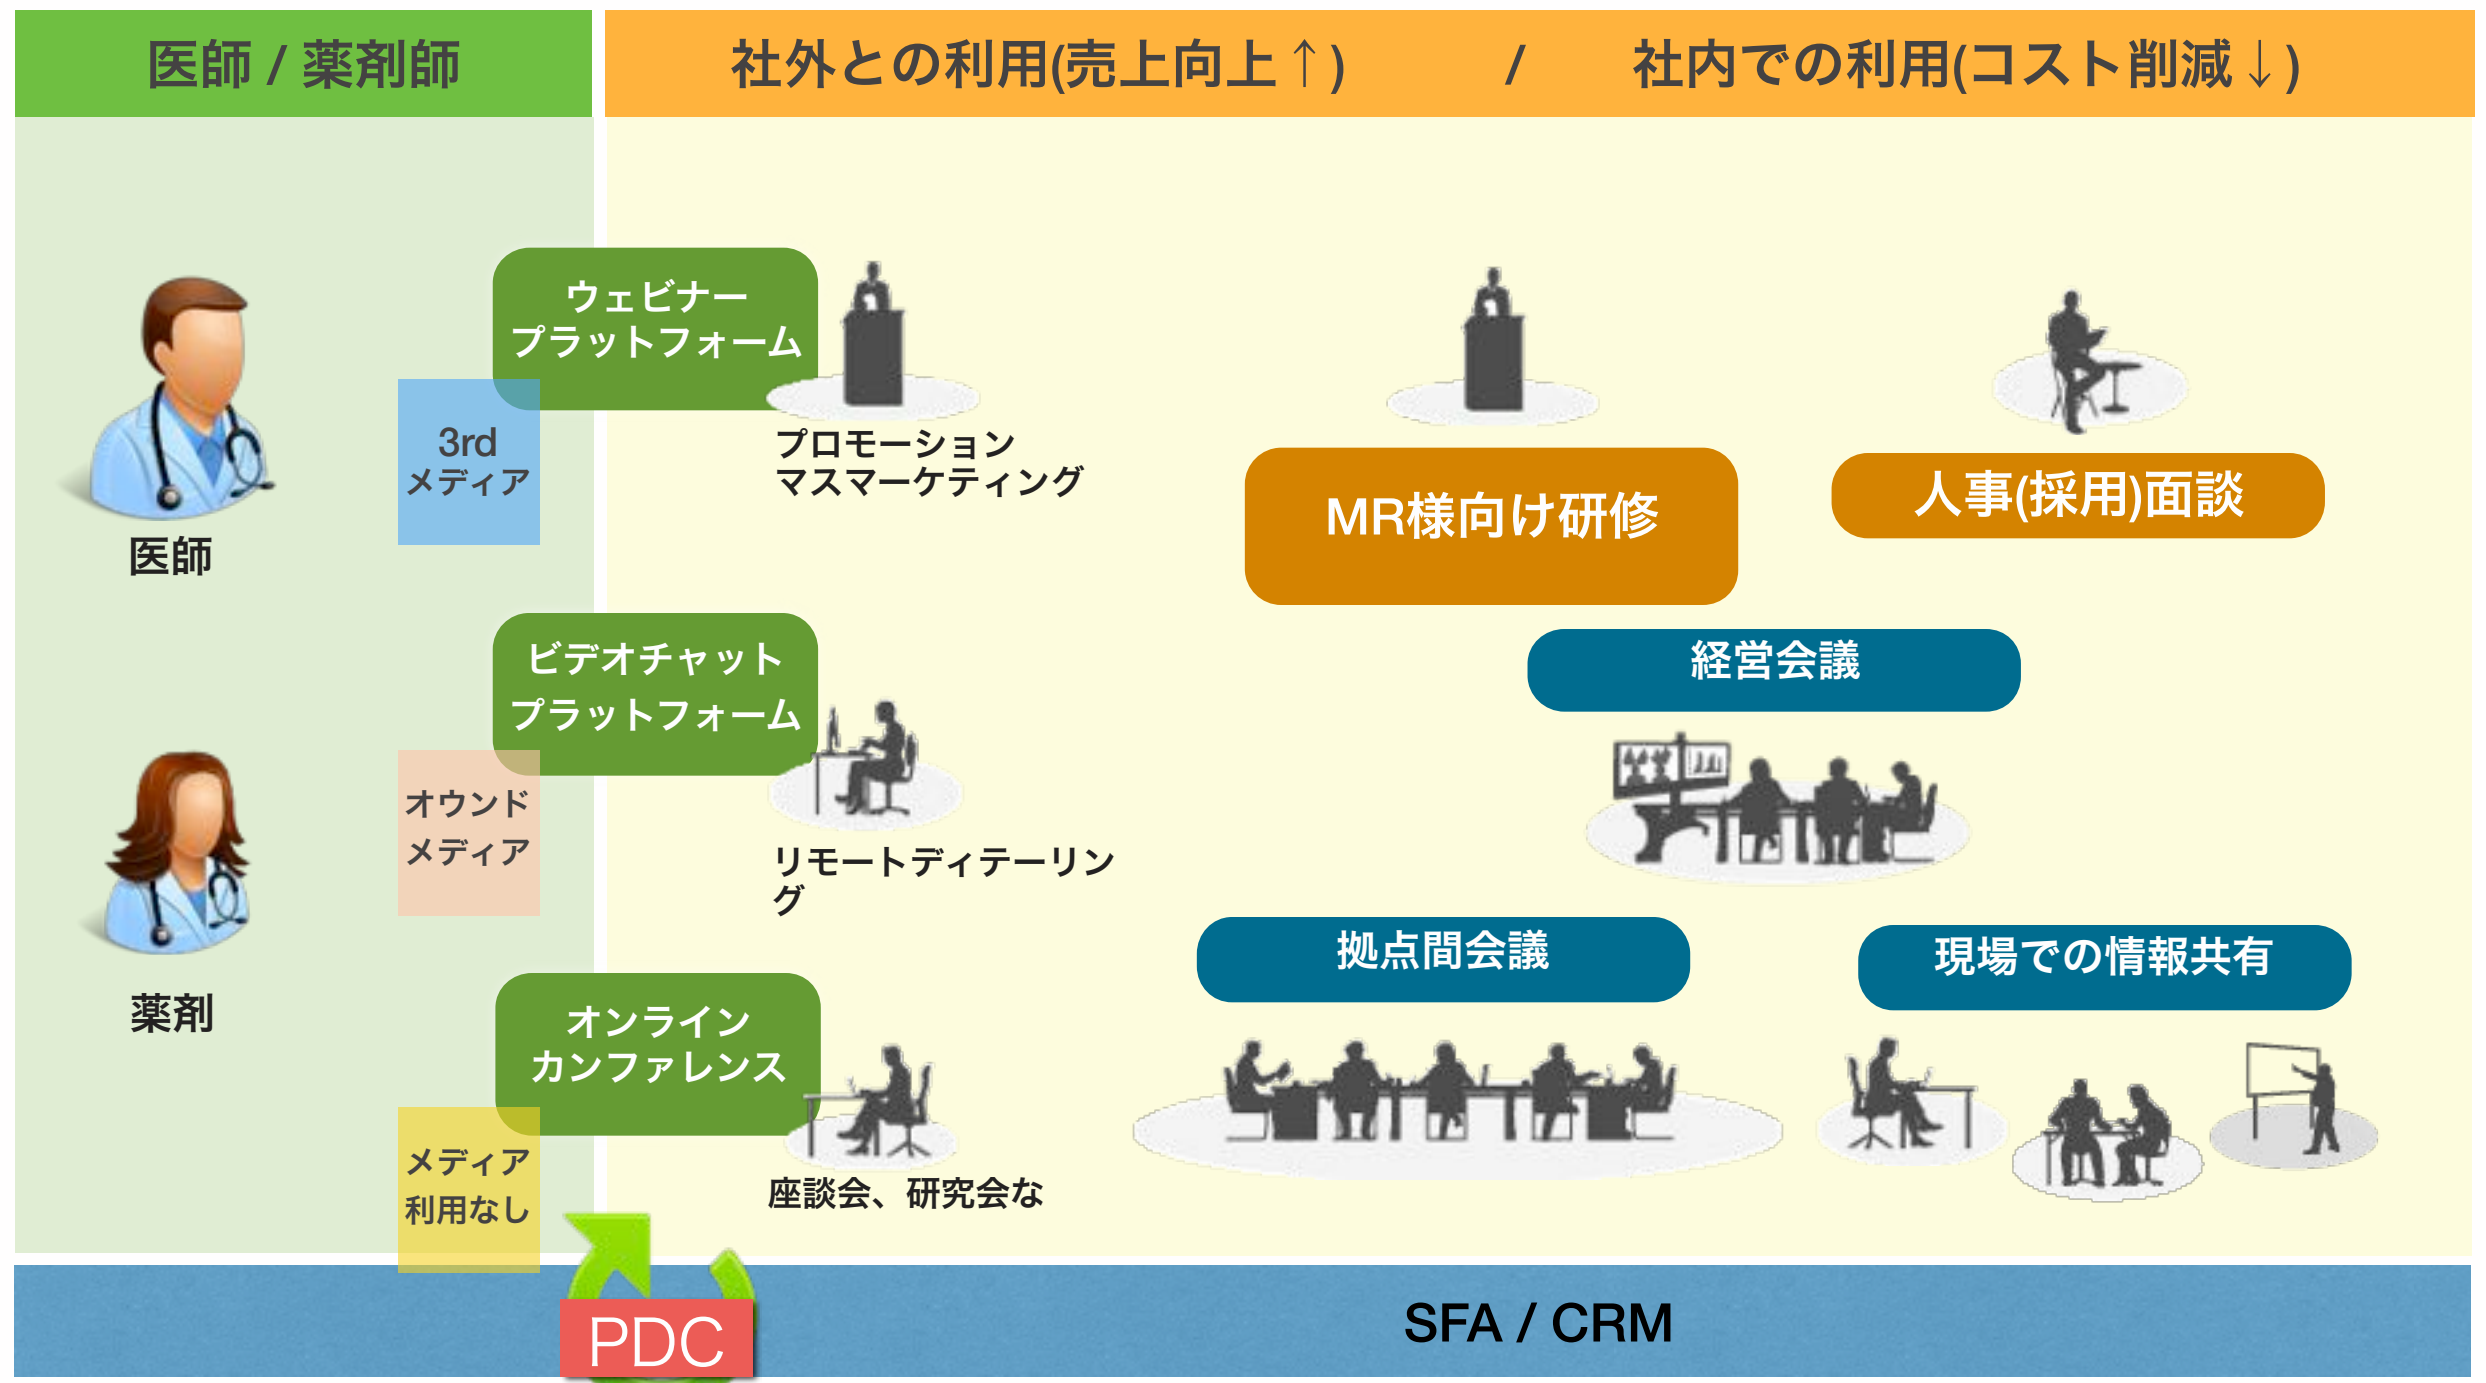 医師 / 薬剤師
社外との利用(売上向上↑) / 社内での利用(コスト削減↓)
ウェビナー
プラットフォーム
3rd
メディア
プロモーション
マスマーケティング
医師
MR様向け研修
人事(採用)面談
ビデオチャット
プラットフォーム
経営会議
オウンド
メディア
リモートディテーリン
グ
薬剤
拠点間会議
現場での情報共有
オンライン
カンファレンス
メディア
利用なし
座談会、研究会な
PDC
SFA / CRM